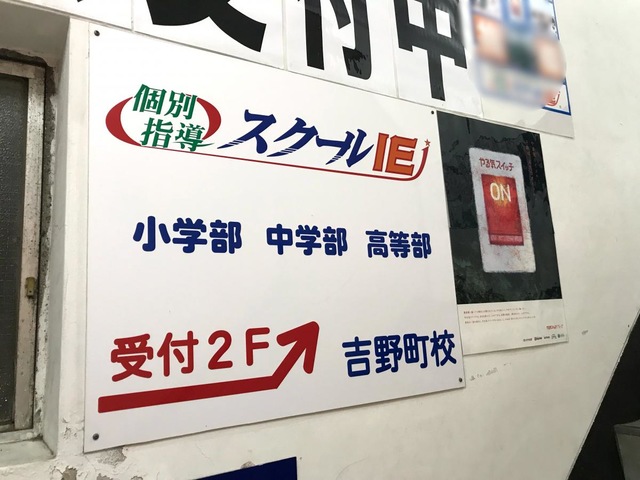 受付中
個別
指導
スクールIE
小学部 中学部 高等部
受付2F
吉野町校
やる気スイッチ
ON